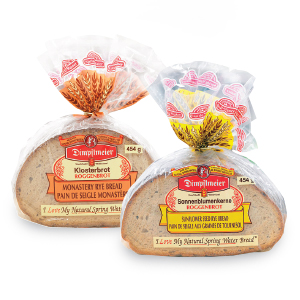 454 g
Dimpflmeier
Klosterbrot
ROGGENBROT
MONASTERY RYE BREAD
PAIN DE SEIGLE MONASTÈRE
I Love My Natural Spring Water
454 g
Dimpflmeier
Sonnenblumenkerne
ROGGENBROT
SUNFLOWER SEED RYE BREAD
PAIN DE SEIGLE AUX GRAINES DE TOURNESOL
"I Love My Natural Spring Water Bread"